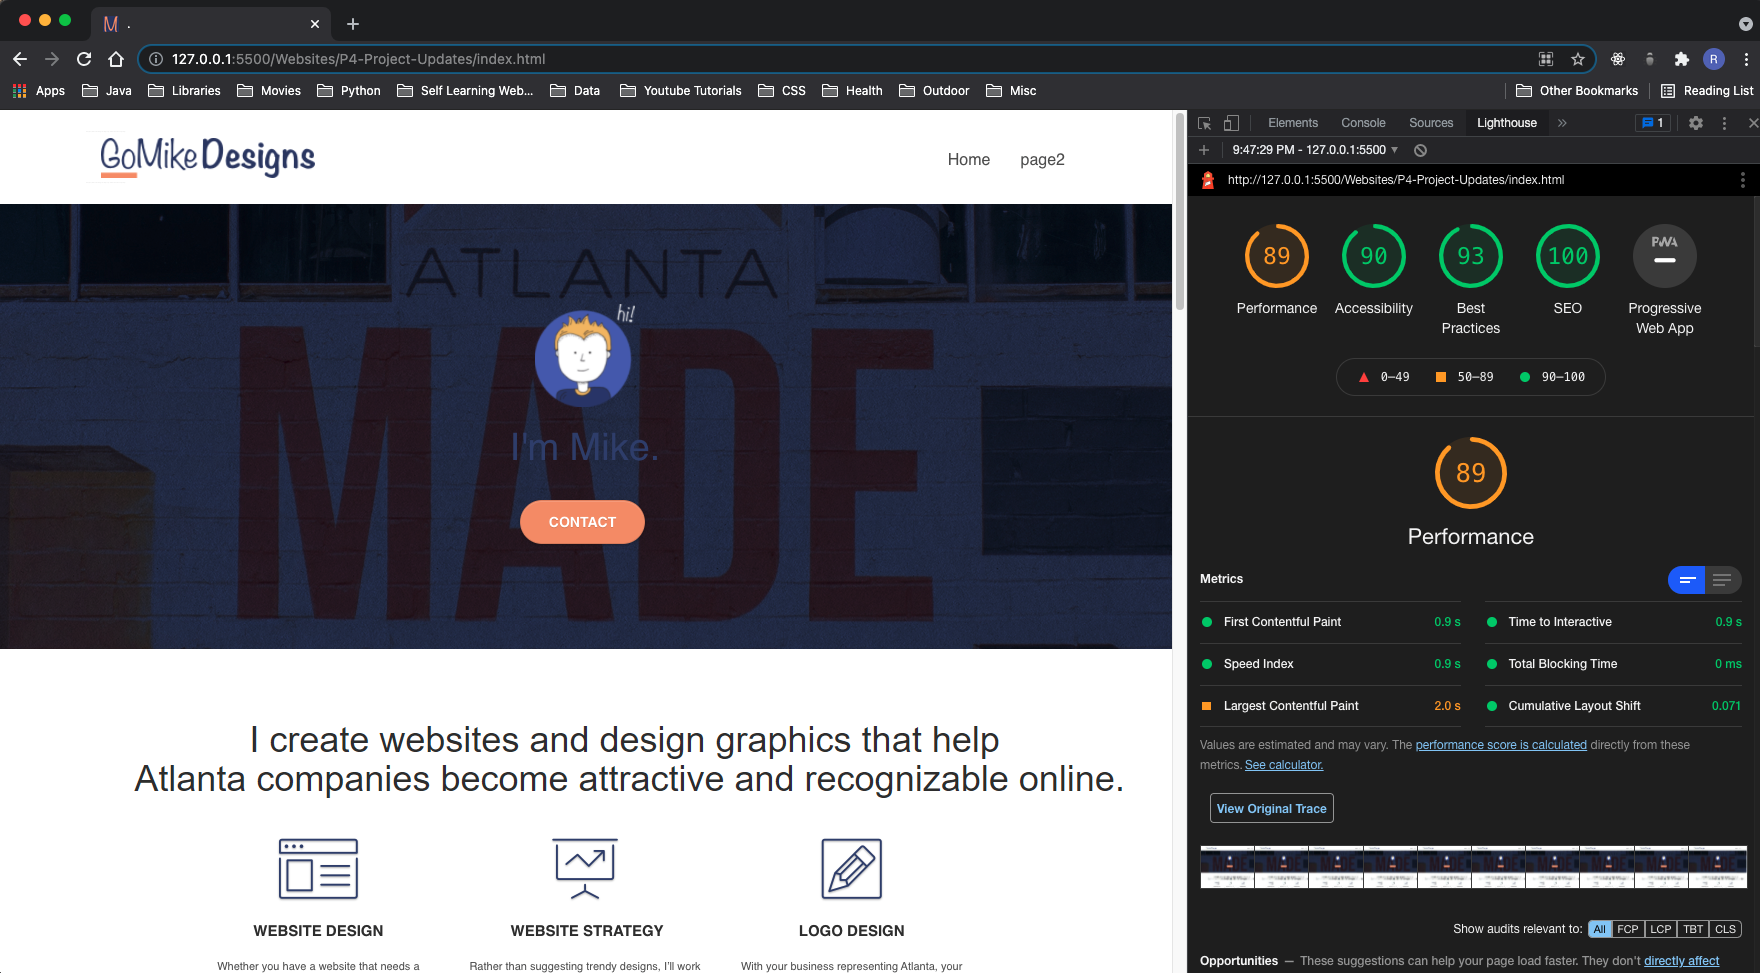 .
127.0.0.1:5500/Websites/P4-Project-Updates/index.html
R
Apps Java Libraries Movies Python Self Learning Web... Data Youtube Tutorials CSS Health Outdoor Misc Other Bookmarks Reading List
GoMikeDesigns
Home page2
ATLANTA
MADE
hi!
I'm Mike.
CONTACT
I create websites and design graphics that help
Atlanta companies become attractive and recognizable online.
WEBSITE DESIGN WEBSITE STRATEGY LOGO DESIGN
Whether you have a website that needs a Rather than suggesting trendy designs, I'll work With your business representing Atlanta, your
Elements Console Sources Lighthouse 1
9:47:29 PM - 127.0.0.1:5500
http://127.0.0.1:5500/Websites/P4-Project-Updates/index.html
89 90 93 100 PWA
Performance Accessibility Best Practices SEO Progressive Web App
0–49 50–89 90–100
89
Performance
Metrics
First Contentful Paint 0.9 s Time to Interactive 0.9 s
Speed Index 0.9 s Total Blocking Time 0 ms
Largest Contentful Paint 2.0 s Cumulative Layout Shift 0.071
Values are estimated and may vary. The performance score is calculated directly from these
metrics. See calculator.
View Original Trace
Show audits relevant to: All FCP LCP TBT CLS
Opportunities — These suggestions can help your page load faster. They don't directly affect